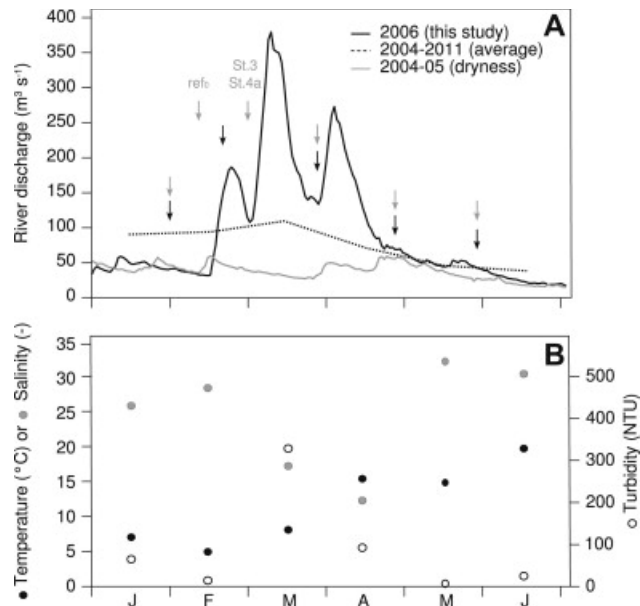 A
2006 (this study)
2004-2011 (average)
2004-05 (dryness)
St.3
St.4a
River discharge (m³ s⁻¹)
400
350
300
250
200
150
100
50
0
B
● Temperature (°C) or ● Salinity (-)
35
30
25
20
15
10
5
0
500
400
300
200
100
0
○ Turbidity (NTU)
J F M A M J